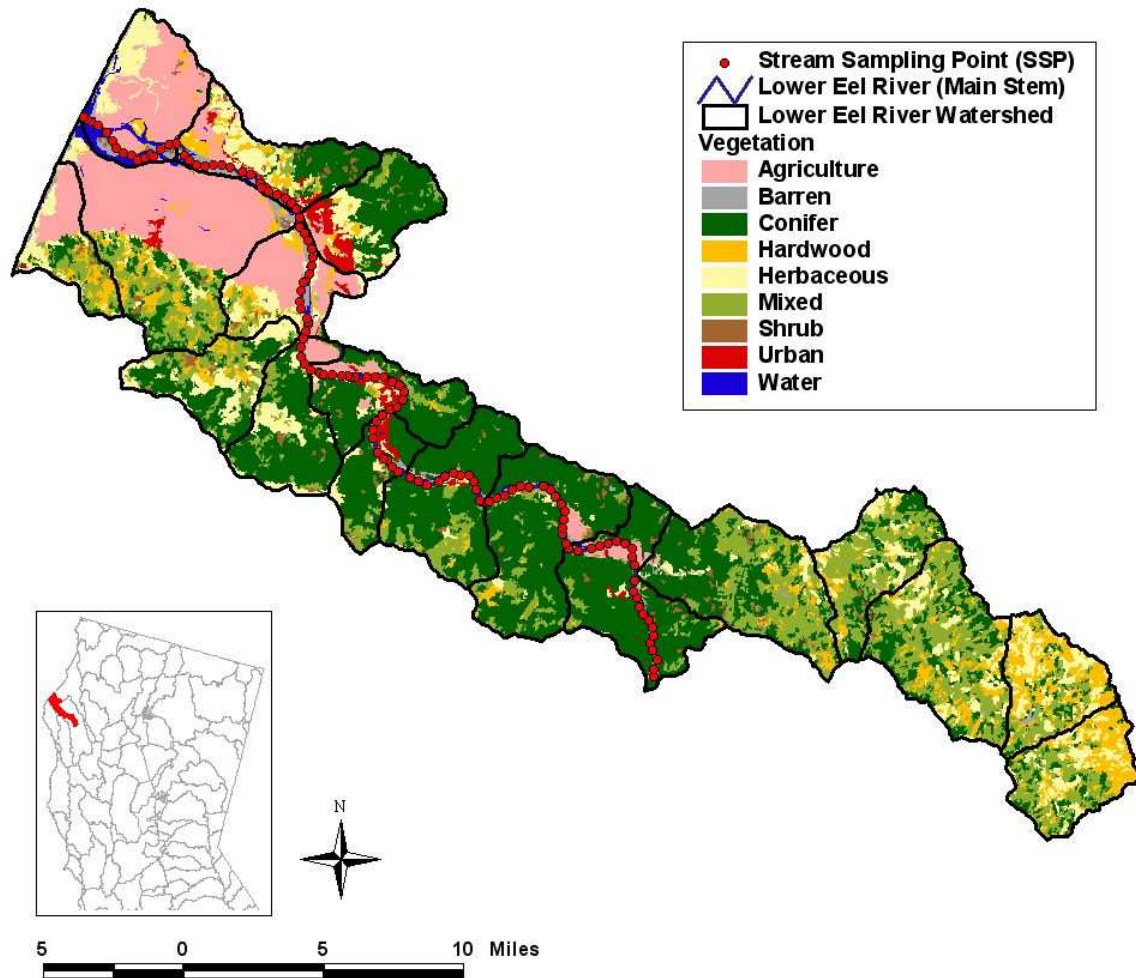 Stream Sampling Point (SSP)
Lower Eel River (Main Stem)
Lower Eel River Watershed
Vegetation
Agriculture
Barren
Conifer
Hardwood
Herbaceous
Mixed
Shrub
Urban
Water
N
5 0 5 10 Miles